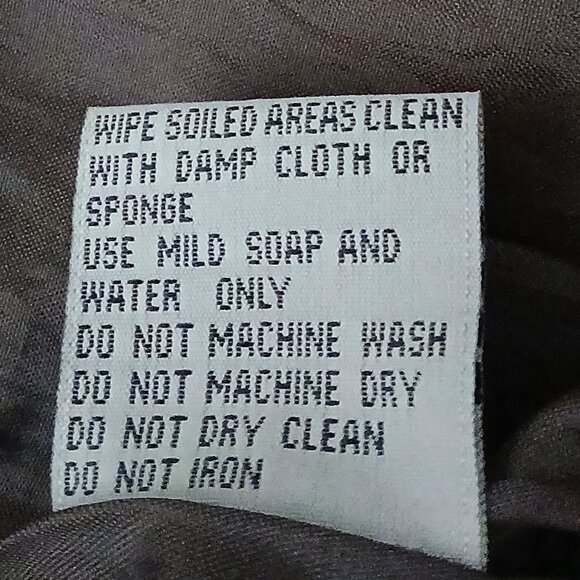 WIPE SOILED AREAS CLEAN
WITH DAMP CLOTH OR
SPONGE
USE MILD SOAP AND
WATER ONLY
DO NOT MACHINE WASH
DO NOT MACHINE DRY
DO NOT DRY CLEAN
DO NOT IRON